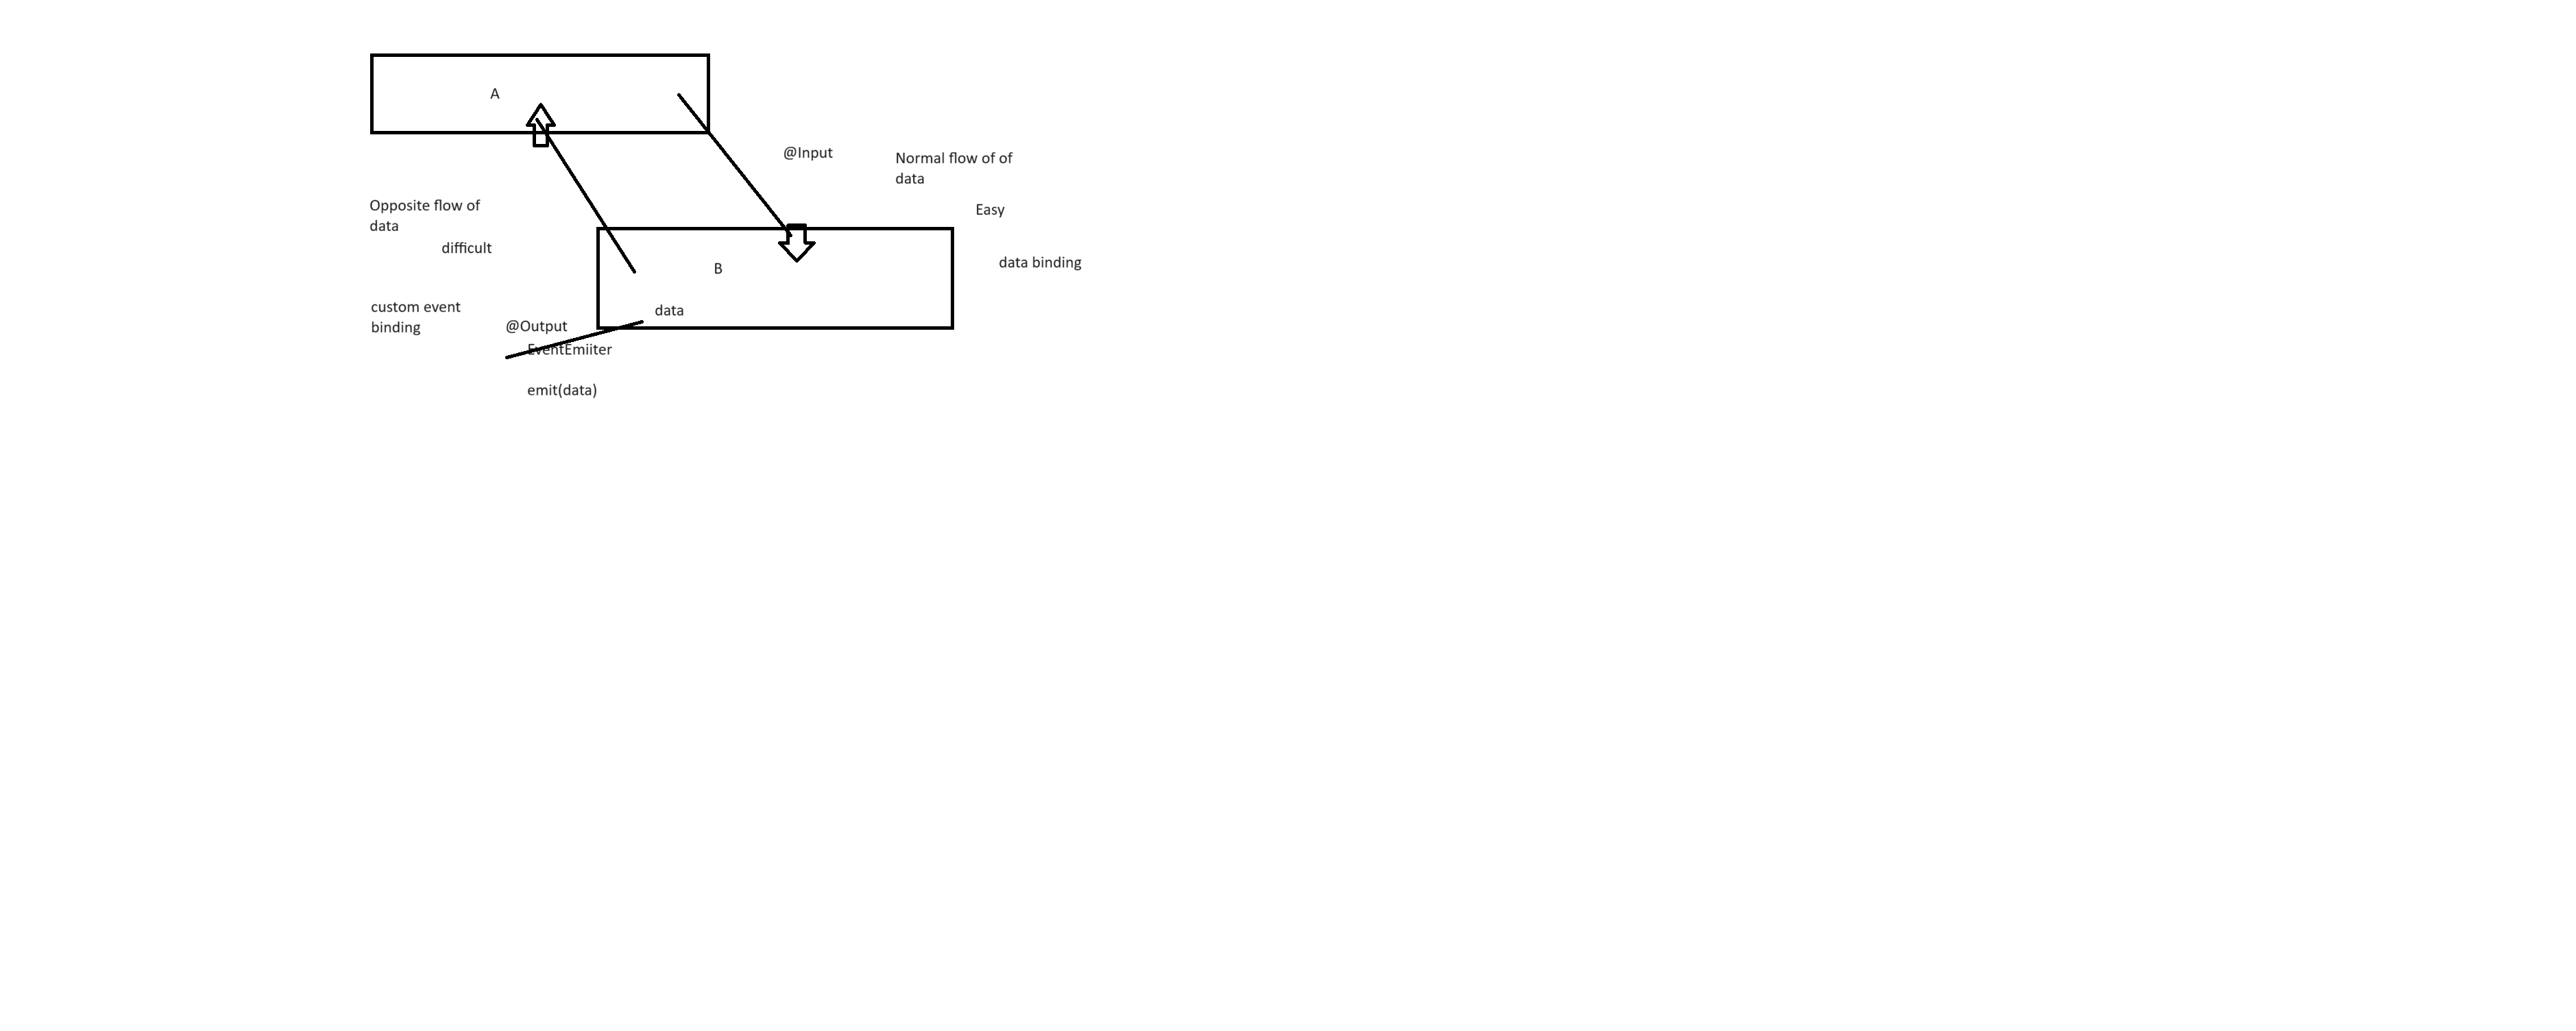 A
@Input
Normal flow of of
data
Easy
Opposite flow of
data
difficult
B
data binding
data
custom event
binding
@Output
EventEmiiter
emit(data)